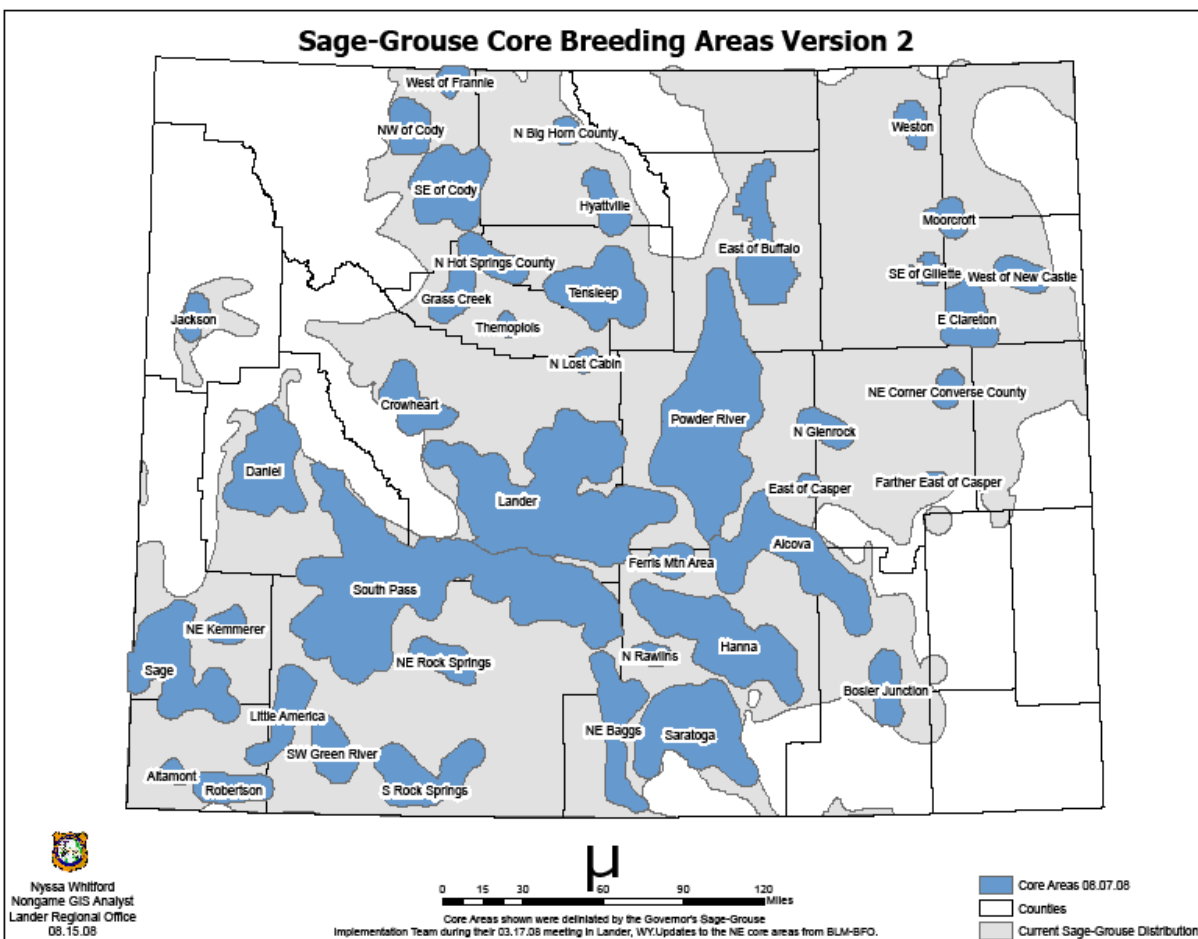 Sage-Grouse Core Breeding Areas Version 2
West of Frannie
NW of Cody
N Big Horn County
Weston
SE of Cody
Hyattville
Moorcroft
East of Buffalo
N Hot Springs County
SE of Gillette
West of New Castle
Grass Creek
Tensleep
Jackson
Themoplois
E Clareton
N Lost Cabin
NE Corner Converse County
Crowheart
Powder River
N Glenrock
Daniel
Lander
East of Casper
Farther East of Casper
Alcova
Ferris Mtn Area
South Pass
NE Kemmerer
Hanna
Sage
NE Rock Springs
N Rawlins
Bosler Junction
Little America
NE Baggs
Saratoga
SW Green River
Altamont
Robertson
S Rock Springs
Nyssa Whitford
Nongame GIS Analyst
Lander Regional Office
08.15.08
µ
0 15 30 60 90 120
Miles
Core Areas shown were deliniated by the Governor's Sage-Grouse
Implementation Team during their 03.17.08 meeting in Lander, WY.Updates to the NE core areas from BLM-BFO.
Core Areas 08.07.08
Counties
Current Sage-Grouse Distribution